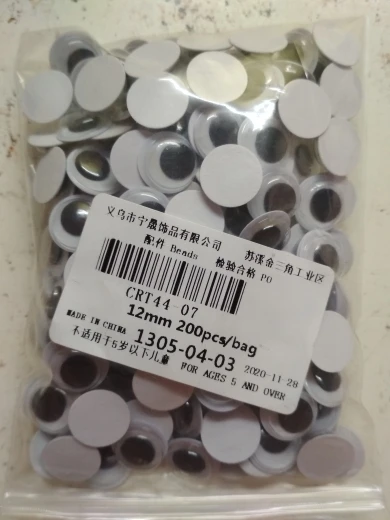 义乌市宁晟饰品有限公司 苏溪金三角工业区
配件 Beads 检验合格 PO
CRT44-07
12mm 200pcs/bag
MADE IN CHINA 1305-04-03 2020-11-28
不适用于5岁以下儿童 FOR AGES 5 AND OVER